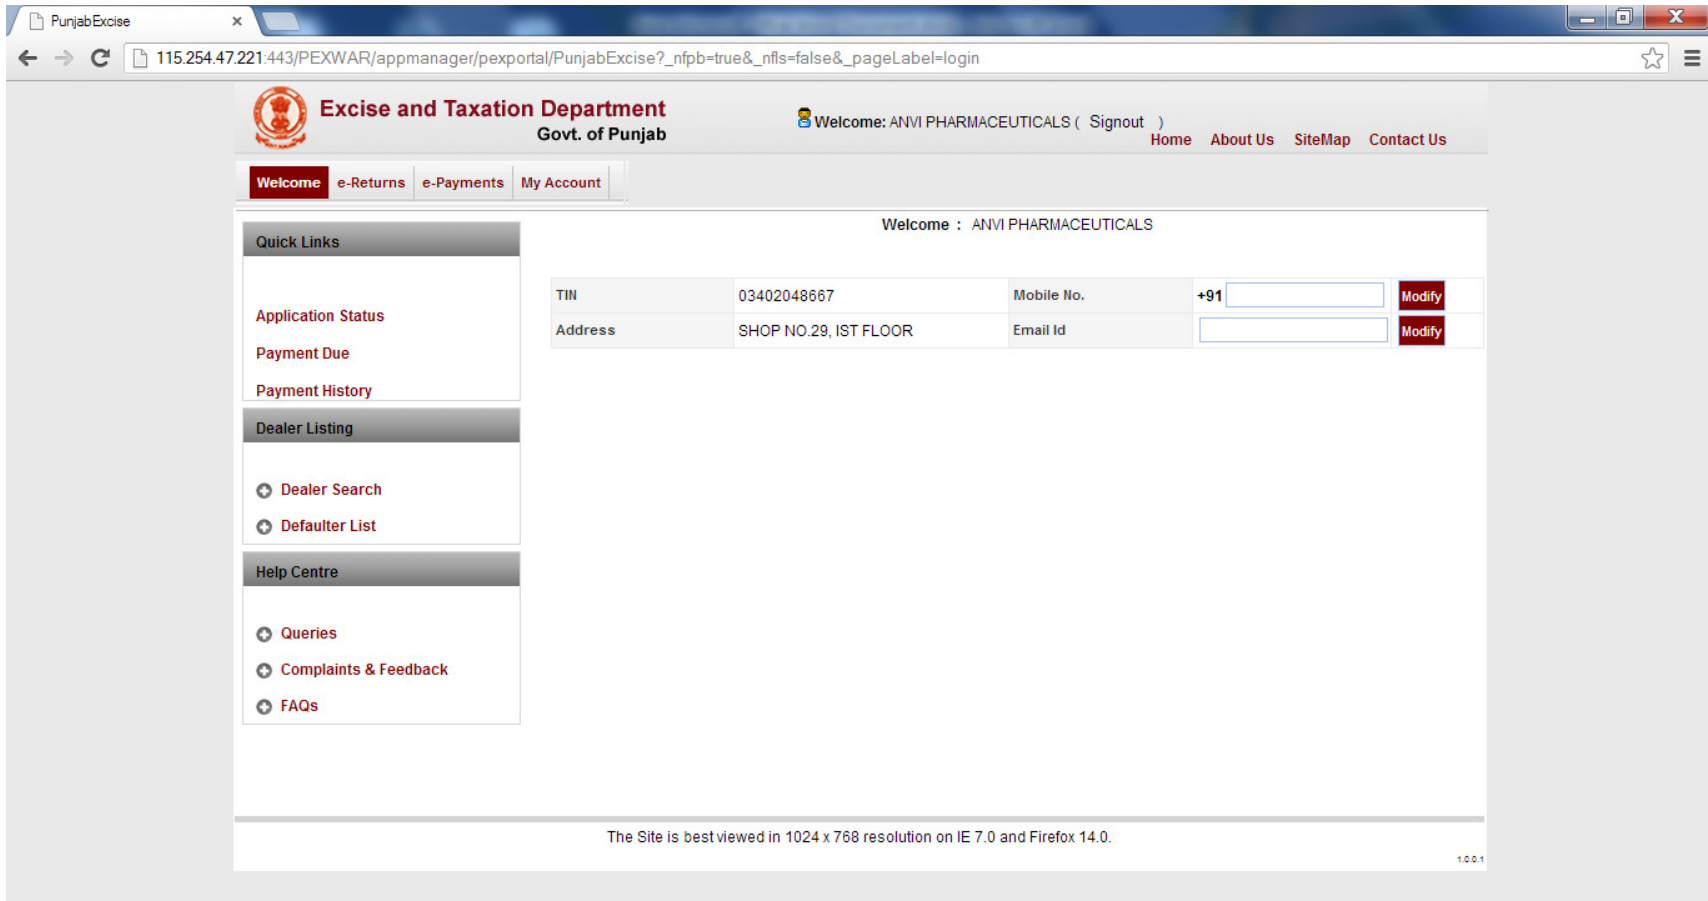 PunjabExcise
115.254.47.221:443/PEXWAR/appmanager/pexportal/PunjabExcise?_nfpb=true&_nfls=false&_pageLabel=login
Excise and Taxation Department
Govt. of Punjab
Welcome: ANVI PHARMACEUTICALS ( Signout )
Home About Us SiteMap Contact Us
Welcome e-Returns e-Payments My Account
Welcome : ANVI PHARMACEUTICALS
Quick Links
Application Status
Payment Due
Payment History
TIN 03402048667 Mobile No. +91 Modify
Address SHOP NO.29, IST FLOOR Email Id Modify
Dealer Listing
Dealer Search
Defaulter List
Help Centre
Queries
Complaints & Feedback
FAQs
The Site is best viewed in 1024 x 768 resolution on IE 7.0 and Firefox 14.0.
1.0.0.1